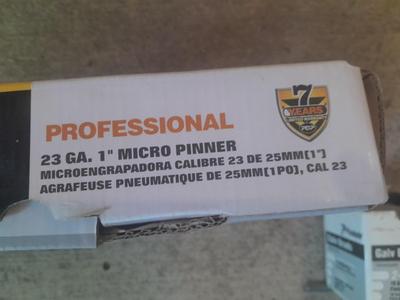 7
YEARS
PROFESSIONAL
23 GA. 1" MICRO PINNER
MICROENGRAPADORA CALIBRE 23 DE 25MM(1")
AGRAFEUSE PNEUMATIQUE DE 25MM(1PO), CAL 23
Galv